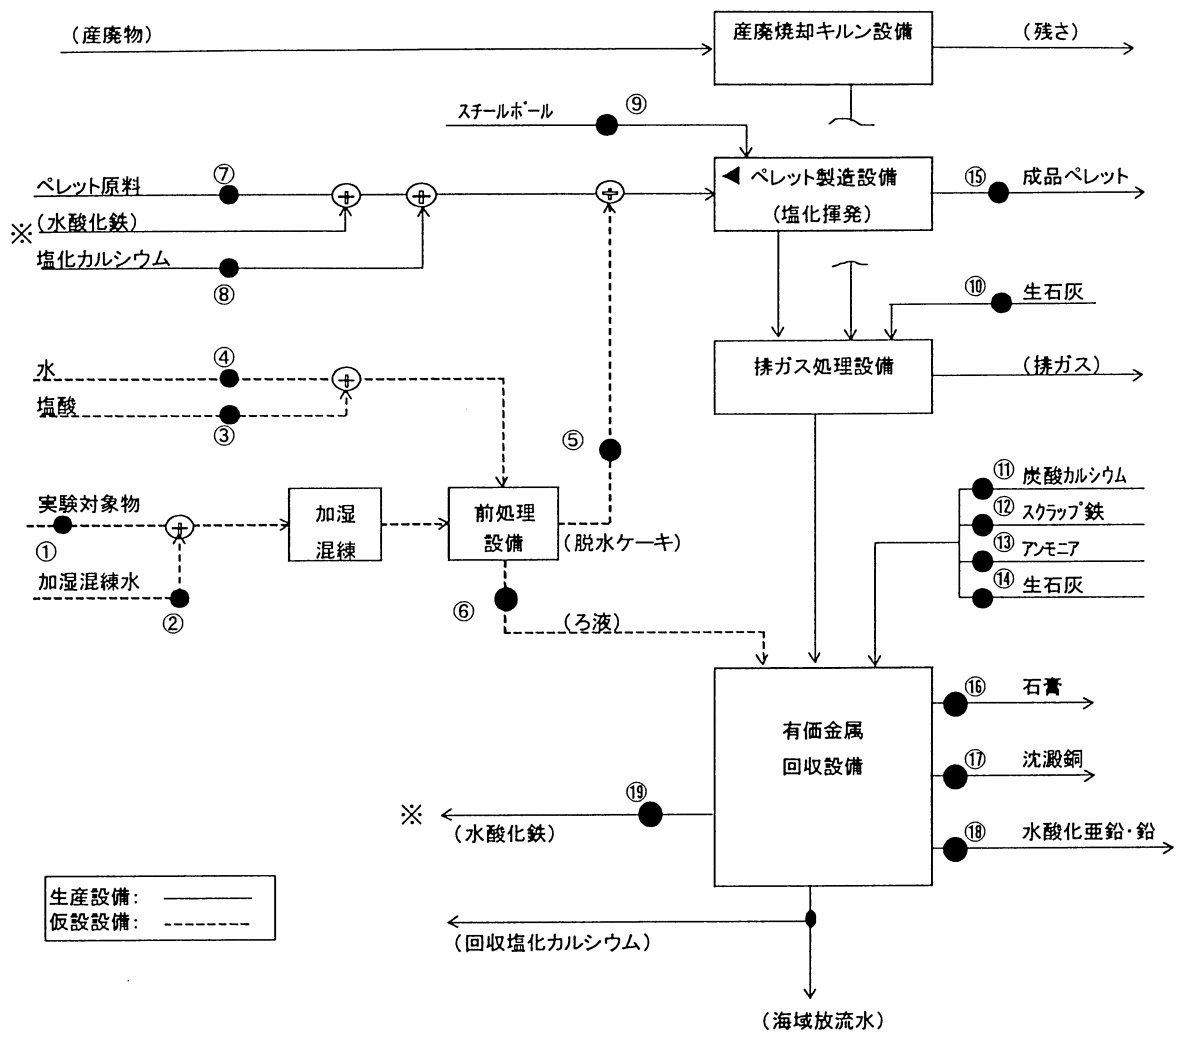 (産廃物)
産廃焼却キルン設備
(残さ)
スチールボール
⑨
ペレット原料
⑦
◀ ペレット製造設備
(塩化揮発)
⑮
成品ペレット
※
(水酸化鉄)
塩化カルシウム
⑧
⑩
生石灰
水
④
塩酸
③
排ガス処理設備
(排ガス)
⑤
⑪
炭酸カルシウム
⑫
スクラップ鉄
⑬
アンモニア
⑭
生石灰
実験対象物
①
加湿
混練
前処理
設備
(脱水ケーキ)
加湿混練水
②
⑥
(ろ液)
有価金属
回収設備
⑯
石膏
⑰
沈澱銅
⑱
水酸化亜鉛・鉛
※
⑲
(水酸化鉄)
生産設備:
仮設設備:
(回収塩化カルシウム)
(海域放流水)